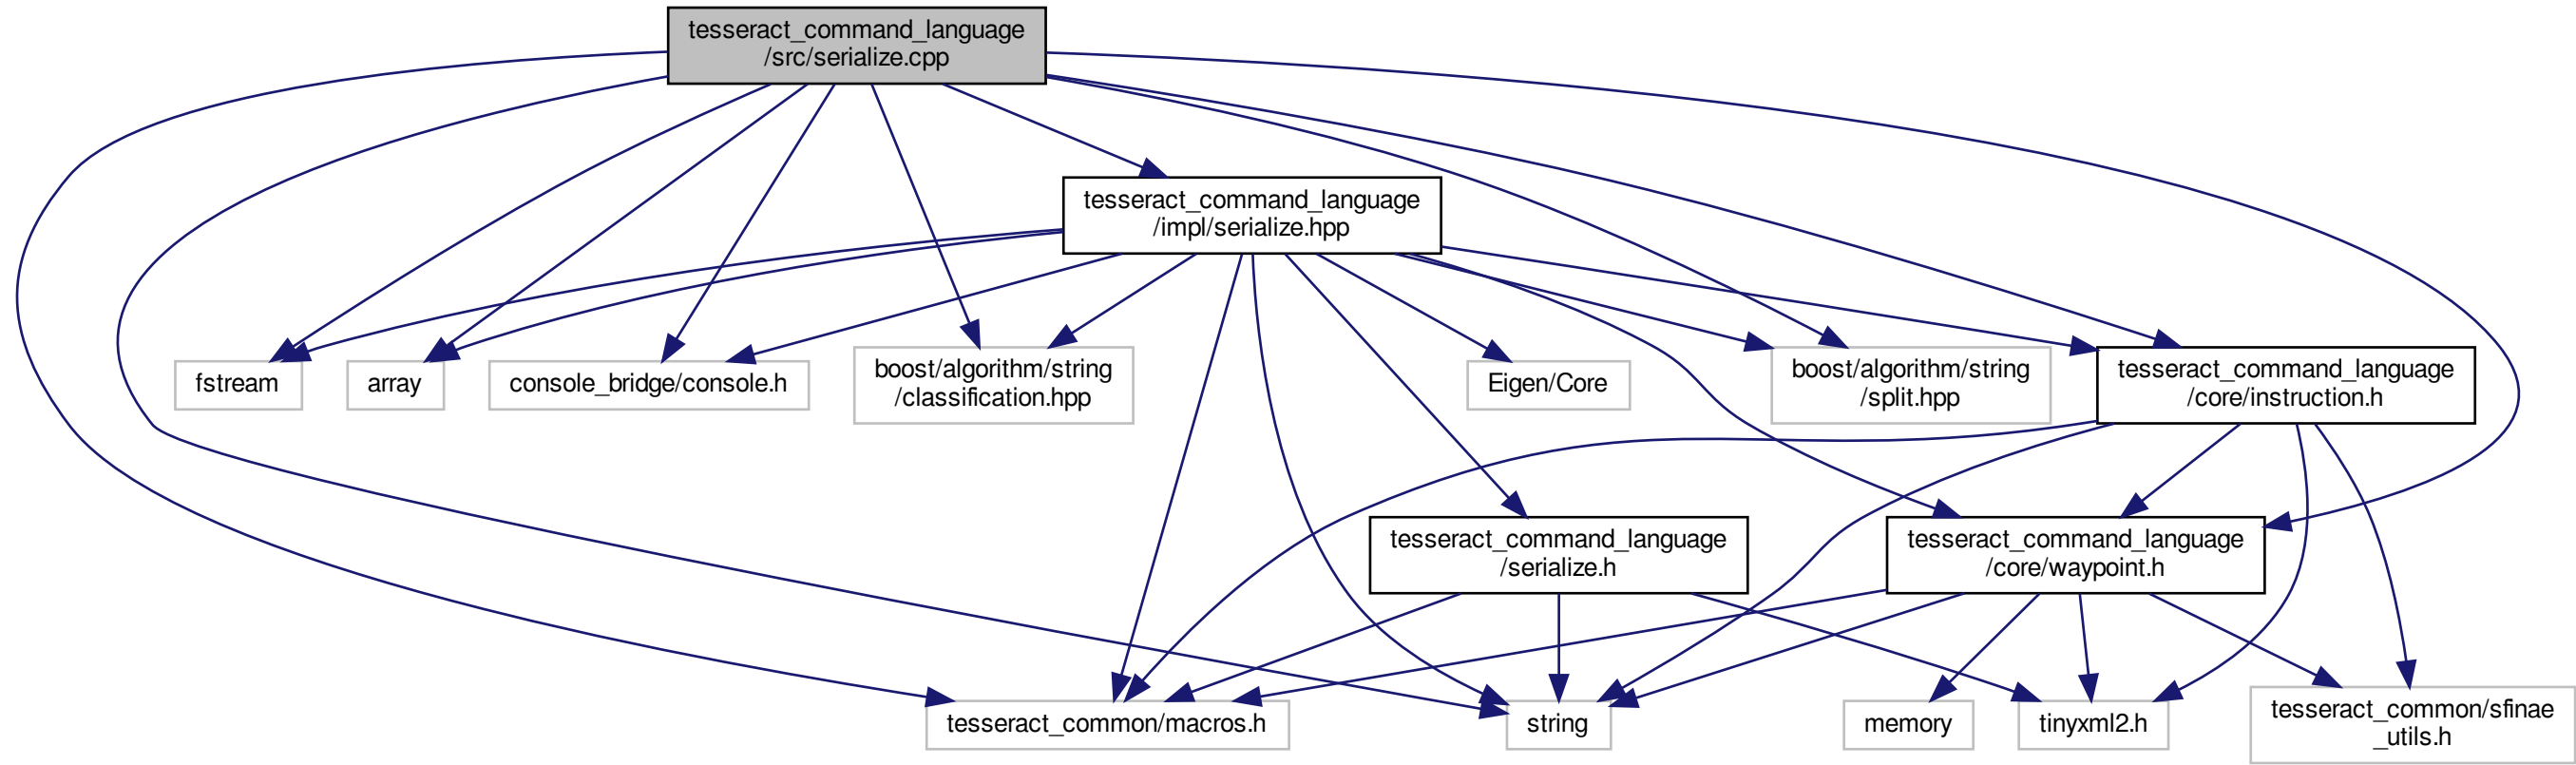 tesseract_command_language
/src/serialize.cpp
tesseract_command_language
/impl/serialize.hpp
fstream
array
console_bridge/console.h
boost/algorithm/string
/classification.hpp
Eigen/Core
boost/algorithm/string
/split.hpp
tesseract_command_language
/core/instruction.h
tesseract_command_language
/serialize.h
tesseract_command_language
/core/waypoint.h
tesseract_common/macros.h
string
memory
tinyxml2.h
tesseract_common/sfinae
_utils.h